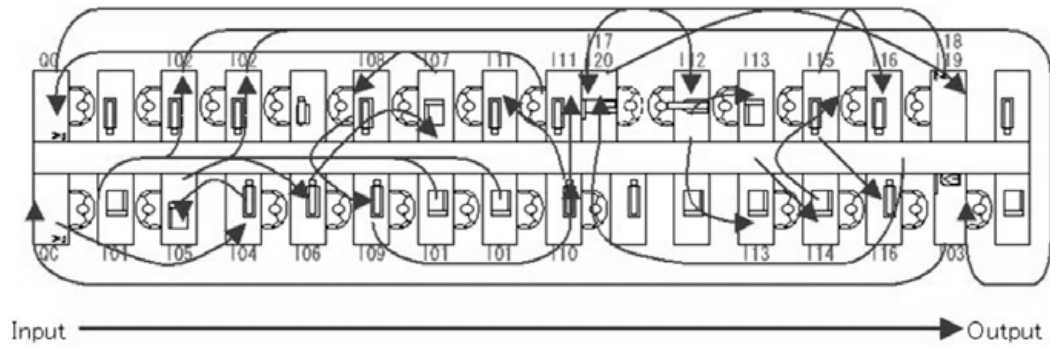 I17 I18
QC I02 I02 I08 I07 I11 I11 I20 I12 I13 I15 I16 I19
QC I01 I05 I04 I06 I09 I01 I01 I10 I13 I14 I16 I03
Input Output